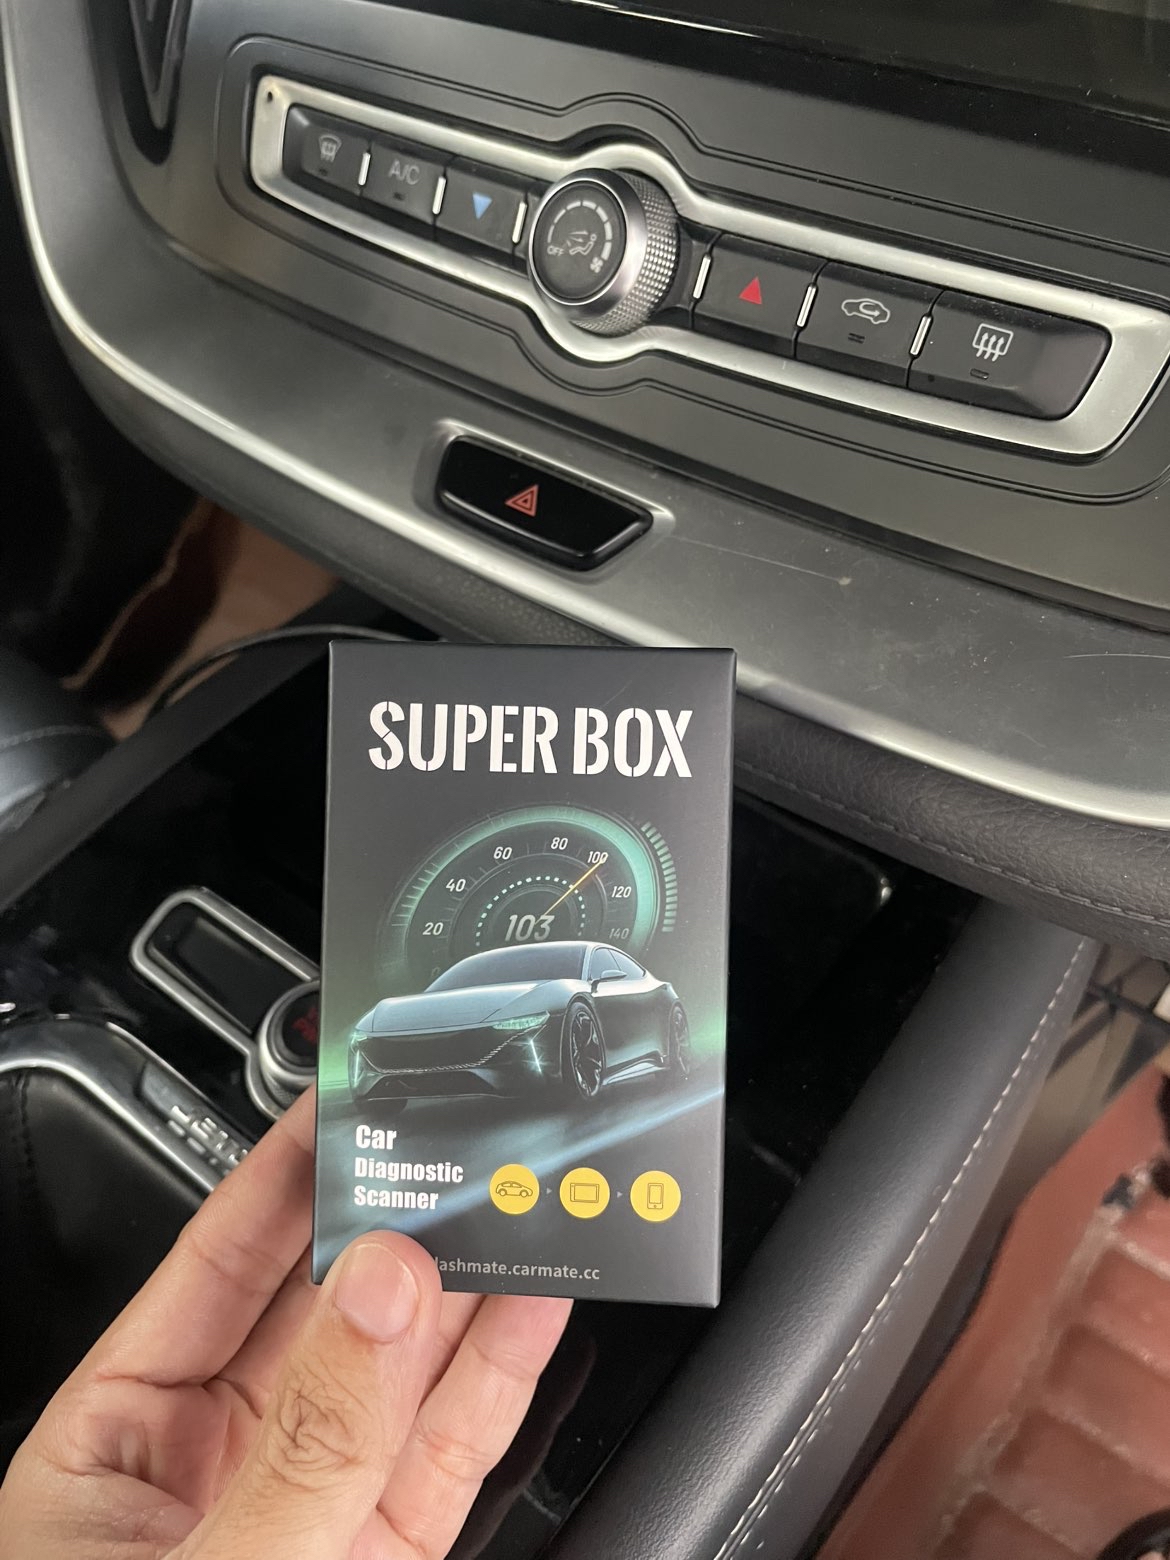 A/C
OFF
SUPER BOX
80
60
100
40
120
20
103
140
Car
Diagnostic
Scanner
lashmate.carmate.cc